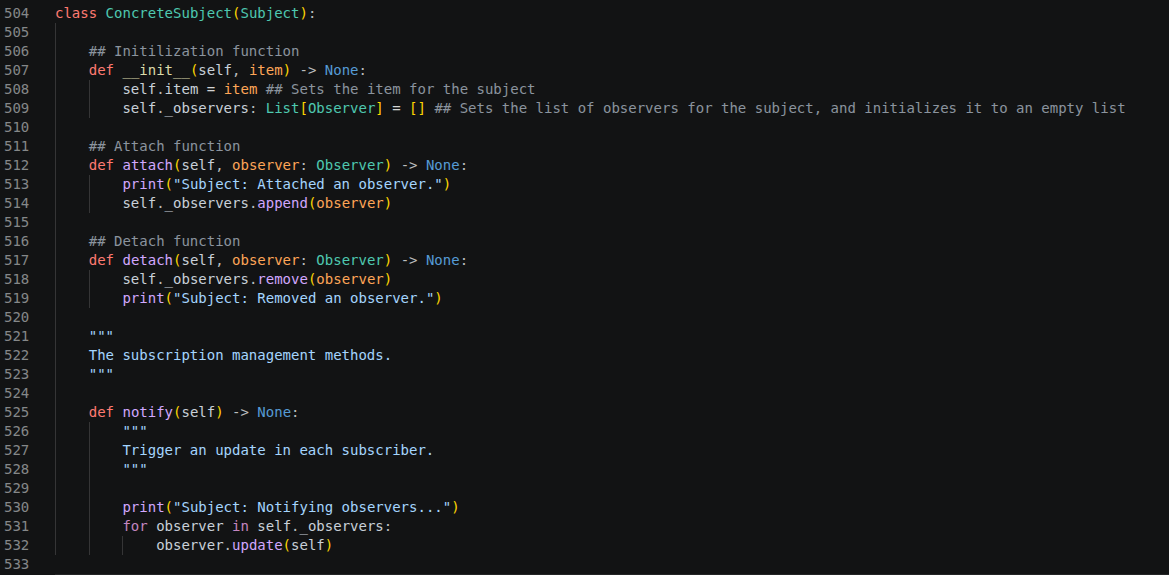 504 class ConcreteSubject(Subject):
505
506     ## Initilization function
507     def __init__(self, item) -> None:
508         self.item = item ## Sets the item for the subject
509         self._observers: List[Observer] = [] ## Sets the list of observers for the subject, and initializes it to an empty list
510
511     ## Attach function
512     def attach(self, observer: Observer) -> None:
513         print("Subject: Attached an observer.")
514         self._observers.append(observer)
515
516     ## Detach function
517     def detach(self, observer: Observer) -> None:
518         self._observers.remove(observer)
519         print("Subject: Removed an observer.")
520
521     """
522     The subscription management methods.
523     """
524
525     def notify(self) -> None:
526         """
527         Trigger an update in each subscriber.
528         """
529
530         print("Subject: Notifying observers...")
531         for observer in self._observers:
532             observer.update(self)
533